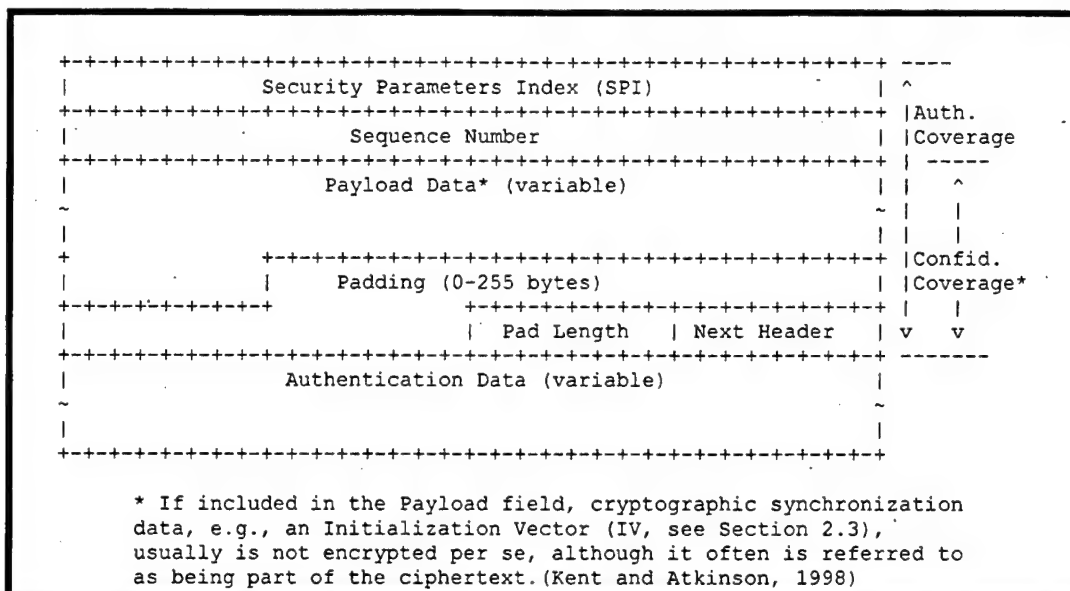 +-+-+-+-+-+-+-+-+-+-+-+-+-+-+-+-+-+-+-+-+-+-+-+-+-+-+-+-+-+-+-+-+ ----
|               Security Parameters Index (SPI)                 | ^
+-+-+-+-+-+-+-+-+-+-+-+-+-+-+-+-+-+-+-+-+-+-+-+-+-+-+-+-+-+-+-+-+ |Auth.
|                      Sequence Number                          | |Coverage
+-+-+-+-+-+-+-+-+-+-+-+-+-+-+-+-+-+-+-+-+-+-+-+-+-+-+-+-+-+-+-+-+ | -----
|                    Payload Data* (variable)                   | |   ^
~                                                               ~ |   |
|                                                               | |   |
+               +-+-+-+-+-+-+-+-+-+-+-+-+-+-+-+-+-+-+-+-+-+-+-+-+ |Confid.
|               |     Padding (0-255 bytes)                     | |Coverage*
+-+-+-+-+-+-+-+-+               +-+-+-+-+-+-+-+-+-+-+-+-+-+-+-+-+ |   |
|                               |  Pad Length   | Next Header   | v   v
+-+-+-+-+-+-+-+-+-+-+-+-+-+-+-+-+-+-+-+-+-+-+-+-+-+-+-+-+-+-+-+-+ -------
|                 Authentication Data (variable)                |
~                                                               ~
|                                                               |
+-+-+-+-+-+-+-+-+-+-+-+-+-+-+-+-+-+-+-+-+-+-+-+-+-+-+-+-+-+-+-+-+
* If included in the Payload field, cryptographic synchronization
data, e.g., an Initialization Vector (IV, see Section 2.3),
usually is not encrypted per se, although it often is referred to
as being part of the ciphertext.(Kent and Atkinson, 1998)